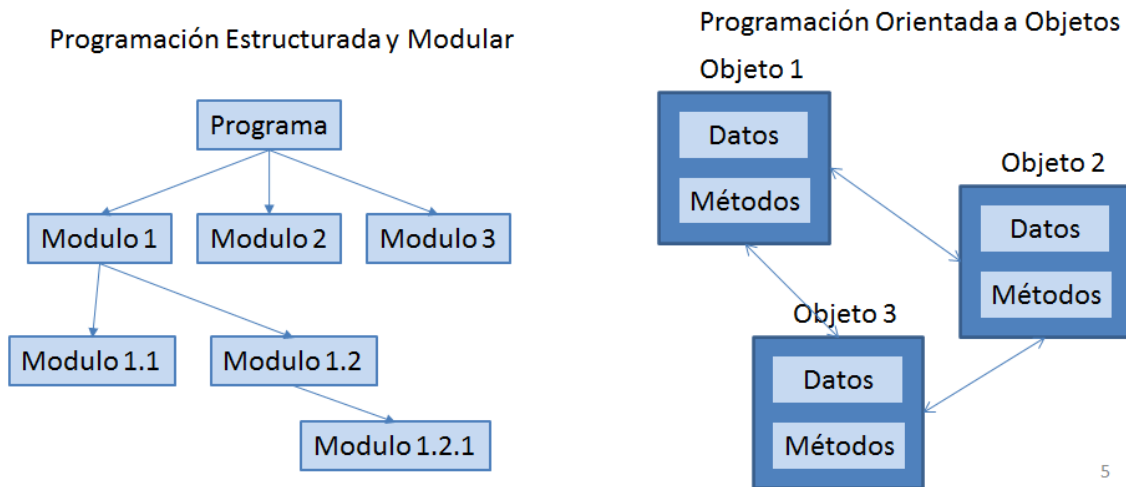 Programación Estructurada y Modular
Programa
Modulo 1
Modulo 2
Modulo 3
Modulo 1.1
Modulo 1.2
Modulo 1.2.1
Programación Orientada a Objetos
Objeto 1
Datos
Métodos
Objeto 2
Datos
Métodos
Objeto 3
Datos
Métodos
5